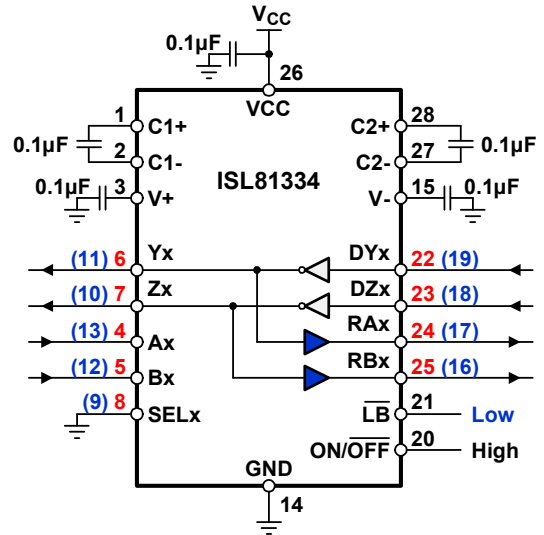 VCC
0.1µF
26
VCC
1 C1+ C2+ 28
0.1µF 0.1µF
2 C1- C2- 27
ISL81334
0.1µF 3 V+ V- 15 0.1µF
(11) 6 Yx DYx 22 (19)
(10) 7 Zx DZx 23 (18)
(13) 4 Ax RAx 24 (17)
(12) 5 Bx RBx 25 (16)
(9) 8 SELx LB 21 Low
ON/OFF 20 High
GND
14